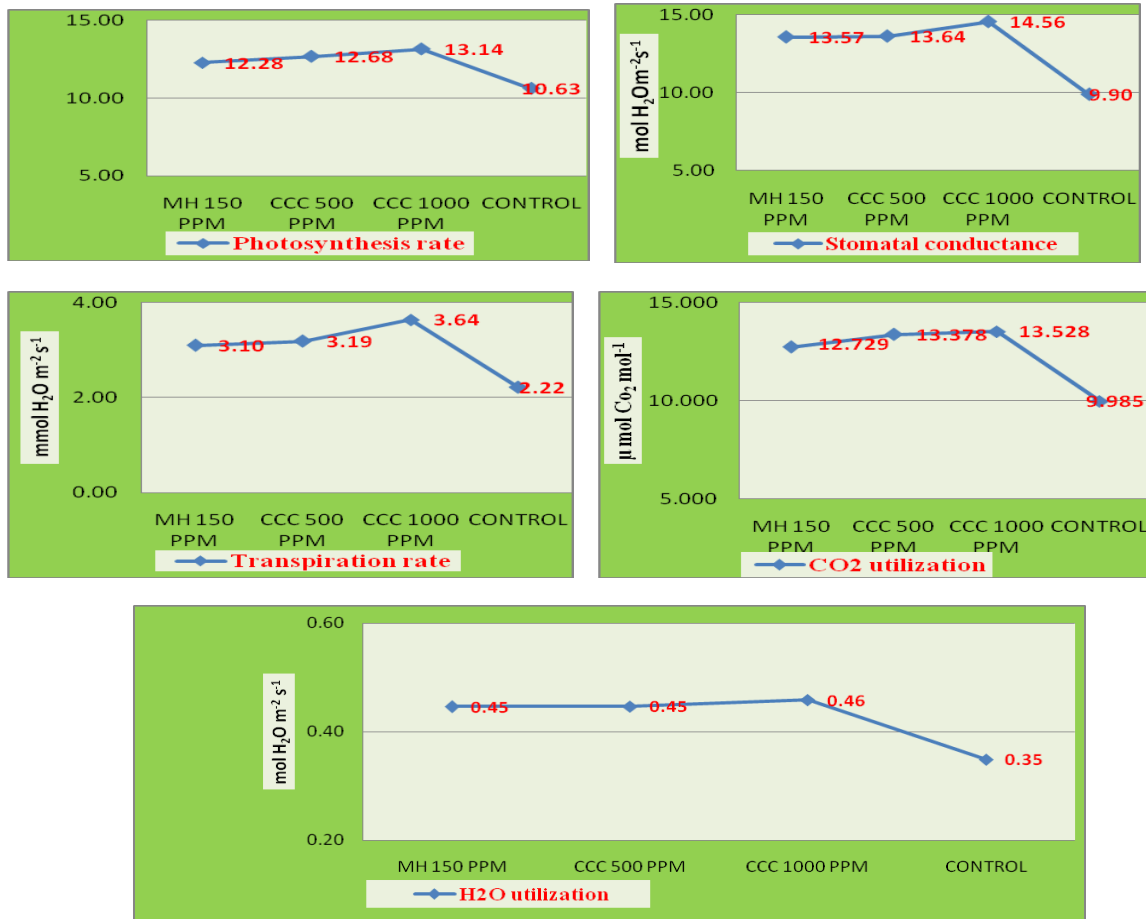 15.00
10.00
5.00
12.28
12.68
13.14
10.63
MH 150 PPM
CCC 500 PPM
CCC 1000 PPM
CONTROL
Photosynthesis rate
mol H₂Om⁻²s⁻¹
15.00
10.00
5.00
13.57
13.64
14.56
9.90
MH 150 PPM
CCC 500 PPM
CCC 1000 PPM
CONTROL
Stomatal conductance
mmol H₂O m⁻² s⁻¹
4.00
2.00
0.00
3.10
3.19
3.64
2.22
MH 150 PPM
CCC 500 PPM
CCC 1000 PPM
CONTROL
Transpiration rate
µmol Co₂ mol⁻¹
15.000
10.000
5.000
12.729
13.378
13.528
9.985
MH 150 PPM
CCC 500 PPM
CCC 1000 PPM
CONTROL
CO2 utilization
mol H₂O m⁻² s⁻¹
0.60
0.40
0.20
0.45
0.45
0.46
0.35
MH 150 PPM
CCC 500 PPM
CCC 1000 PPM
CONTROL
H2O utilization